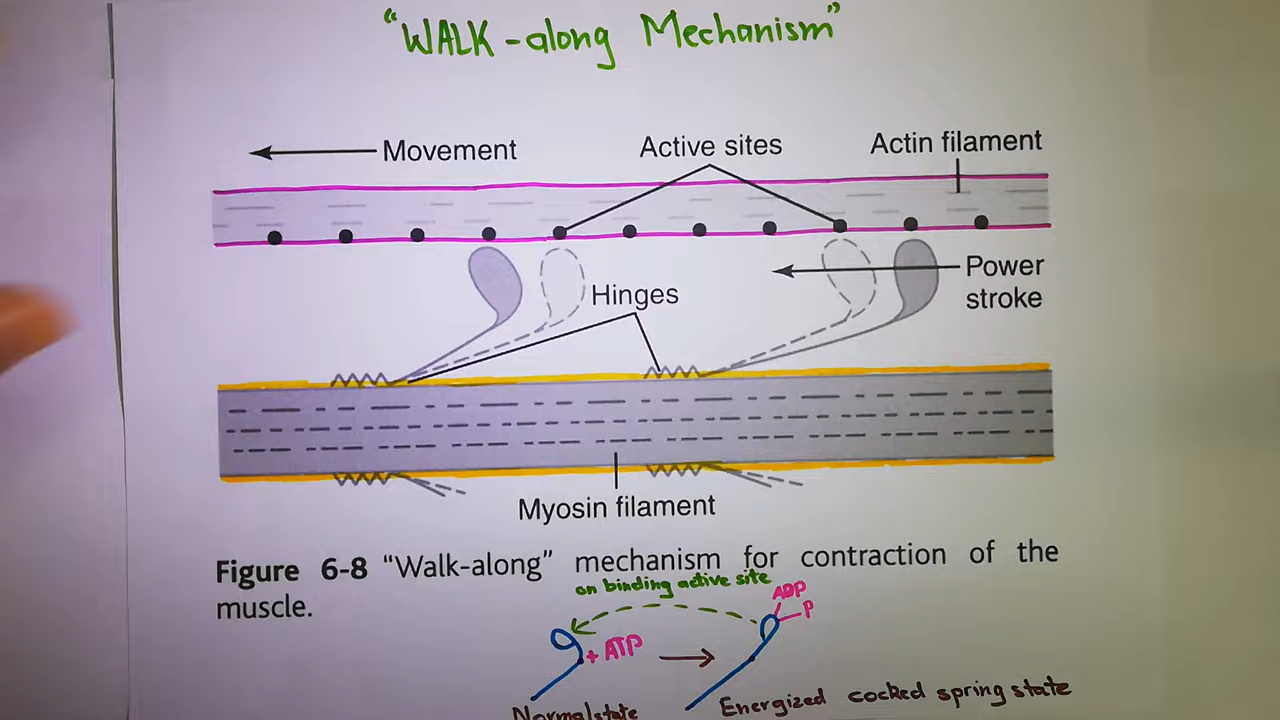 "WALK-along Mechanism"
Movement
Active sites
Actin filament
Hinges
Power
stroke
Myosin filament
Figure 6-8 "Walk-along" mechanism for contraction of the
muscle.
on binding active site
ADP
P
+ ATP
Normal state
Energized cocked spring state